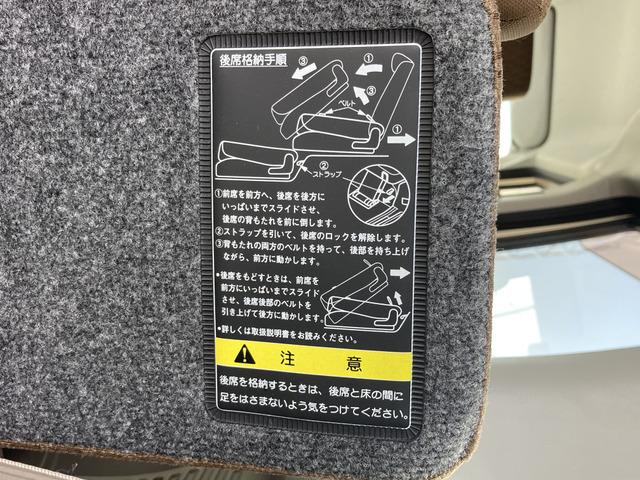 後席格納手順
③
①
③
ベルト
①
②
ストラップ
①前席を前方へ、後席を後方に
いっぱいまでスライドさせ、
後席の背もたれを前に倒します。
②ストラップを引いて、後席のロックを解除します。
③背もたれの両方のベルトを持って、後部を持ち上げ
ながら、前方に動かします。
*後席をもどすときは、前席を
前方にいっぱいまでスライド
させ、後席後部のベルトを
引き上げて後方に動かします。
*詳しくは取扱説明書をお読みください。
注 意
後席を格納するときは、後席と床の間に
足をはさまないよう気をつけてください。